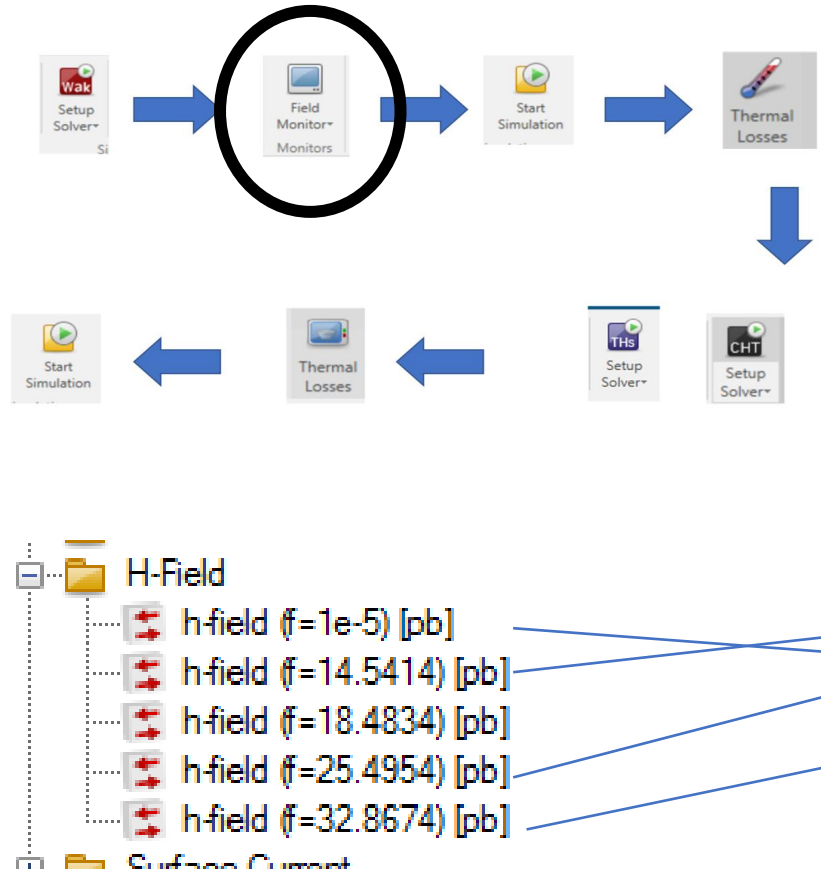 Wak
Setup
Solver
Si
Field
Monitor
Monitors
Start
Simulation
Thermal
Losses
Start
Simulation
Thermal
Losses
THs
Setup
Solver
CHT
Setup
Solver
H-Field
h-field (f=1e-5) [pb]
h-field (f=14.5414) [pb]
h-field (f=18.4834) [pb]
h-field (f=25.4954) [pb]
h-field (f=32.8674) [pb]
Surface Current